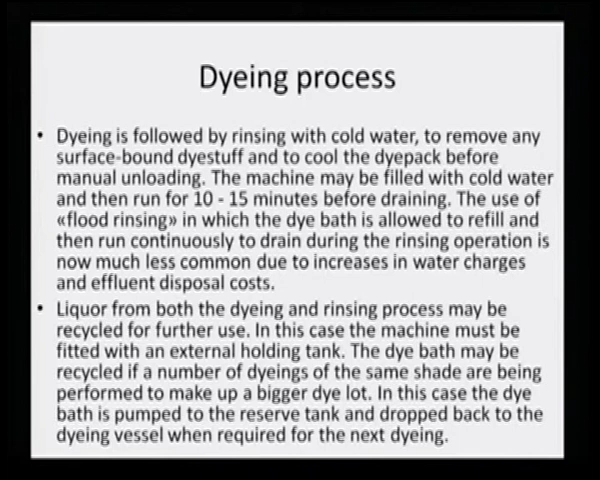 Dyeing process
• Dyeing is followed by rinsing with cold water, to remove any
surface-bound dyestuff and to cool the dyepack before
manual unloading. The machine may be filled with cold water
and then run for 10 - 15 minutes before draining. The use of
«flood rinsing» in which the dye bath is allowed to refill and
then run continuously to drain during the rinsing operation is
now much less common due to increases in water charges
and effluent disposal costs.
• Liquor from both the dyeing and rinsing process may be
recycled for further use. In this case the machine must be
fitted with an external holding tank. The dye bath may be
recycled if a number of dyeings of the same shade are being
performed to make up a bigger dye lot. In this case the dye
bath is pumped to the reserve tank and dropped back to the
dyeing vessel when required for the next dyeing.